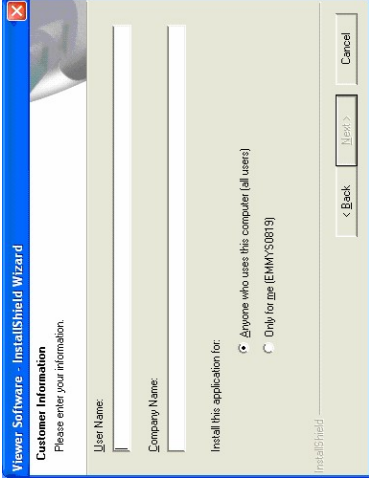 Viewer Software - InstallShield Wizard
Customer Information
Please enter your information.
User Name:
Company Name:
Install this application for:
Anyone who uses this computer (all users)
Only for me (EMMYS0819)
InstallShield
< Back
Next >
Cancel